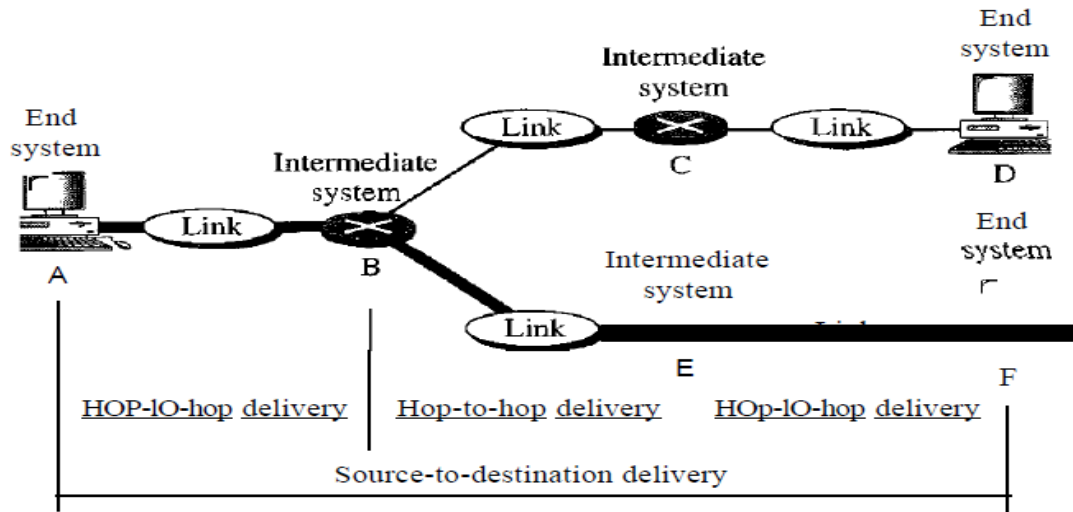 End
system
Intermediate
system
Link
Link
C
D
End
system
Intermediate
system
Link
A
B
End
system
Intermediate
system
Link
E
F
HOP-lO-hop delivery
Hop-to-hop delivery
HOp-lO-hop delivery
Source-to-destination delivery